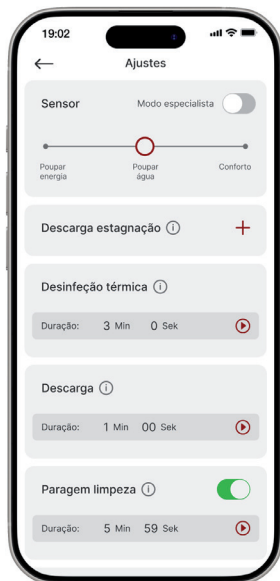 19:02
Ajustes
Sensor Modo especialista
Poupar energia Poupar água Conforto
Descarga estagnação
Desinfeção térmica
Duração: 3 Min 0 Sek
Descarga
Duração: 1 Min 00 Sek
Paragem limpeza
Duração: 5 Min 59 Sek